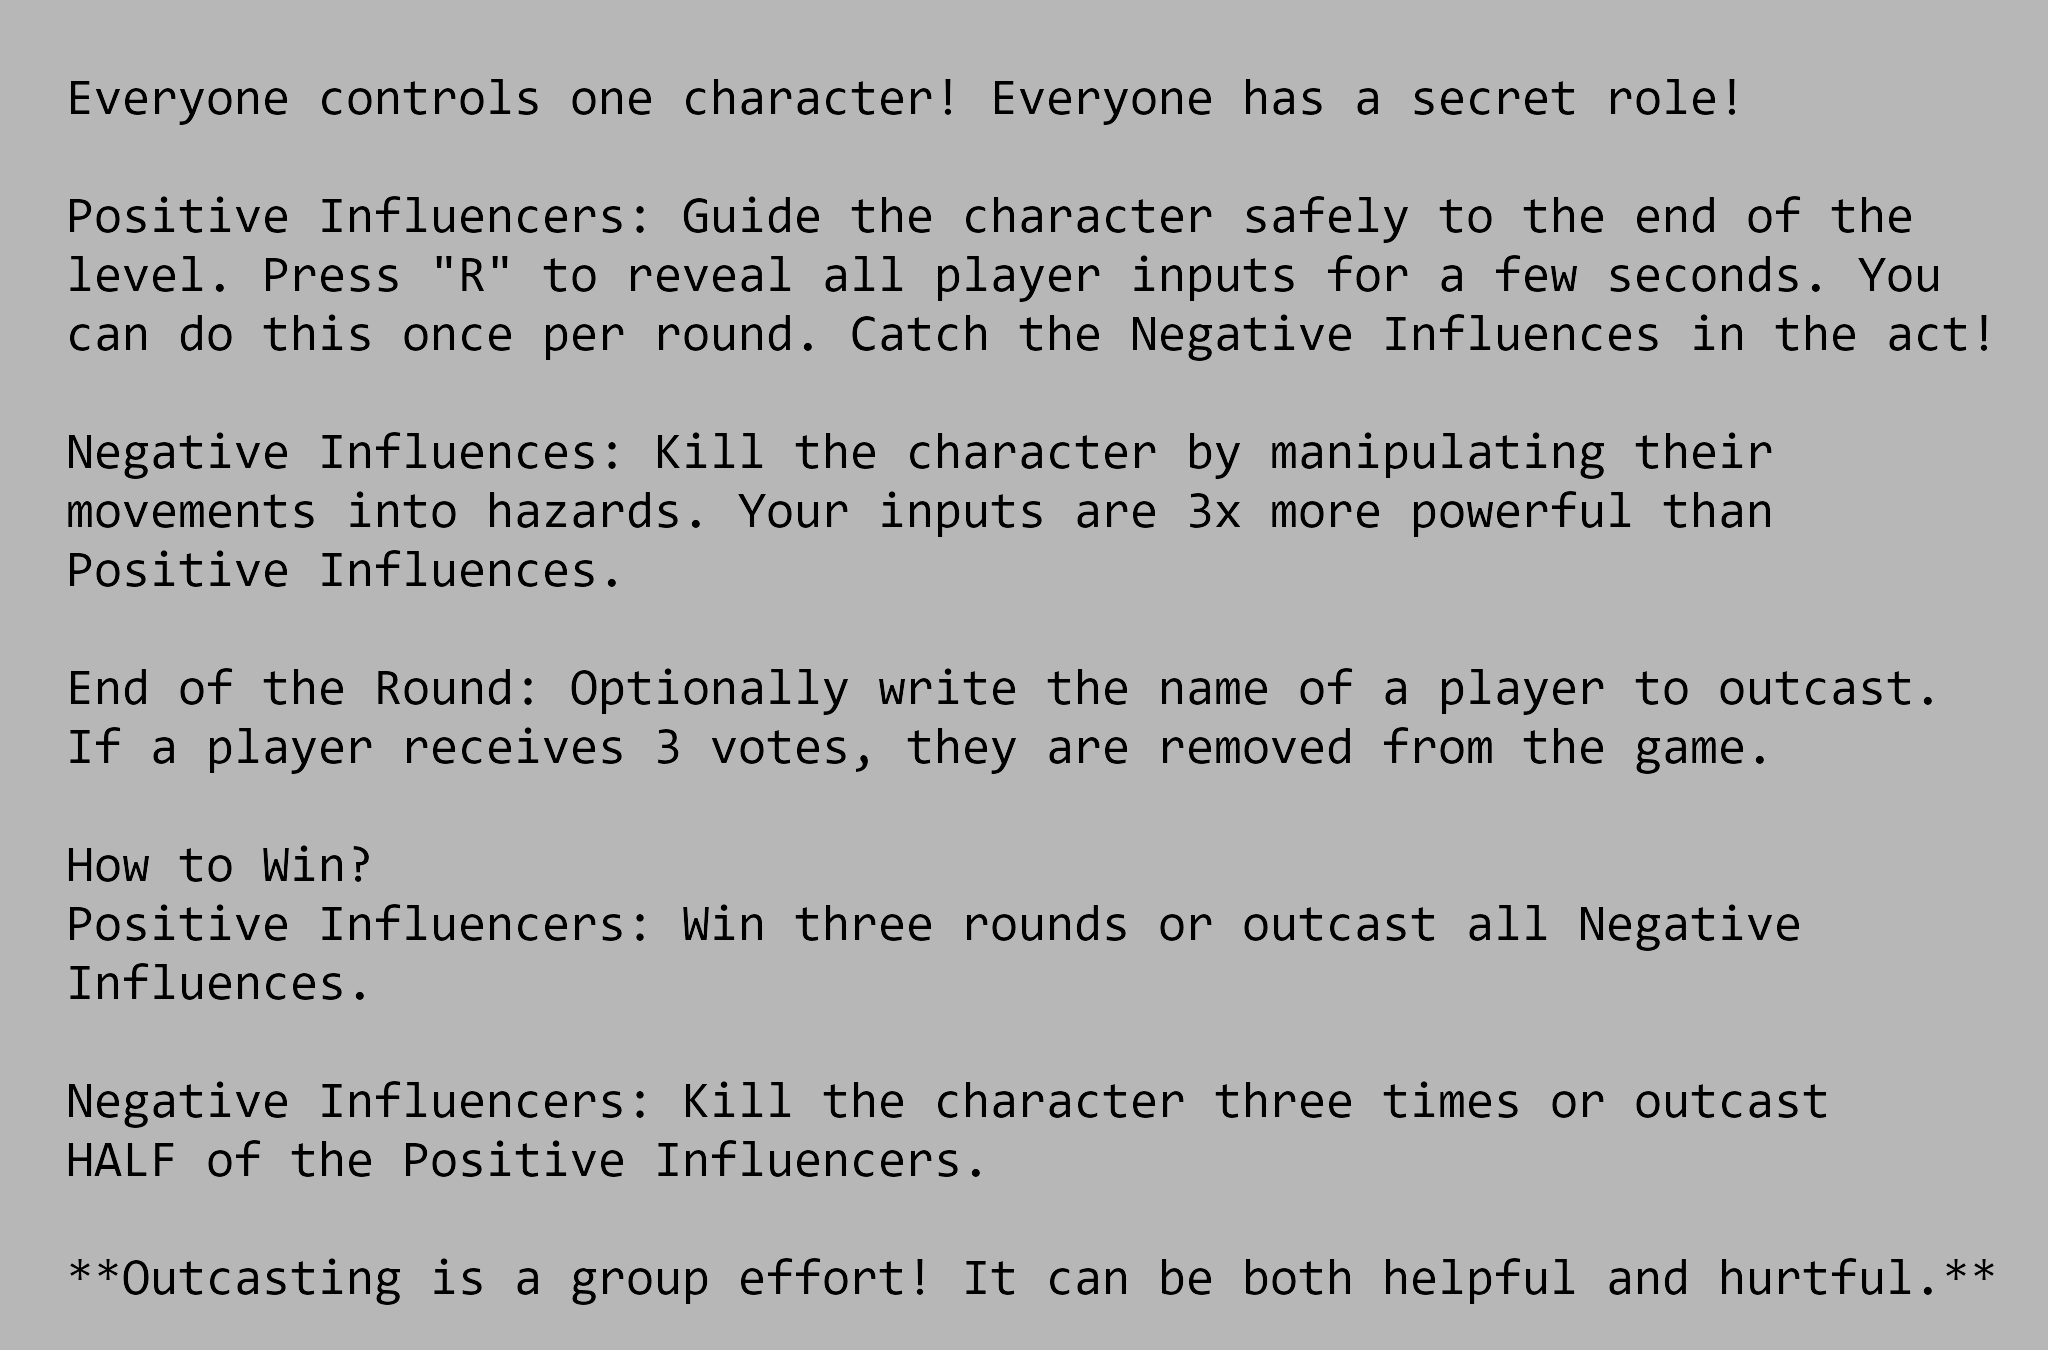 Everyone controls one character! Everyone has a secret role!
Positive Influencers: Guide the character safely to the end of the
level. Press "R" to reveal all player inputs for a few seconds. You
can do this once per round. Catch the Negative Influences in the act!
Negative Influences: Kill the character by manipulating their
movements into hazards. Your inputs are 3x more powerful than
Positive Influences.
End of the Round: Optionally write the name of a player to outcast.
If a player receives 3 votes, they are removed from the game.
How to Win?
Positive Influencers: Win three rounds or outcast all Negative
Influences.
Negative Influencers: Kill the character three times or outcast
HALF of the Positive Influencers.
**Outcasting is a group effort! It can be both helpful and hurtful.**